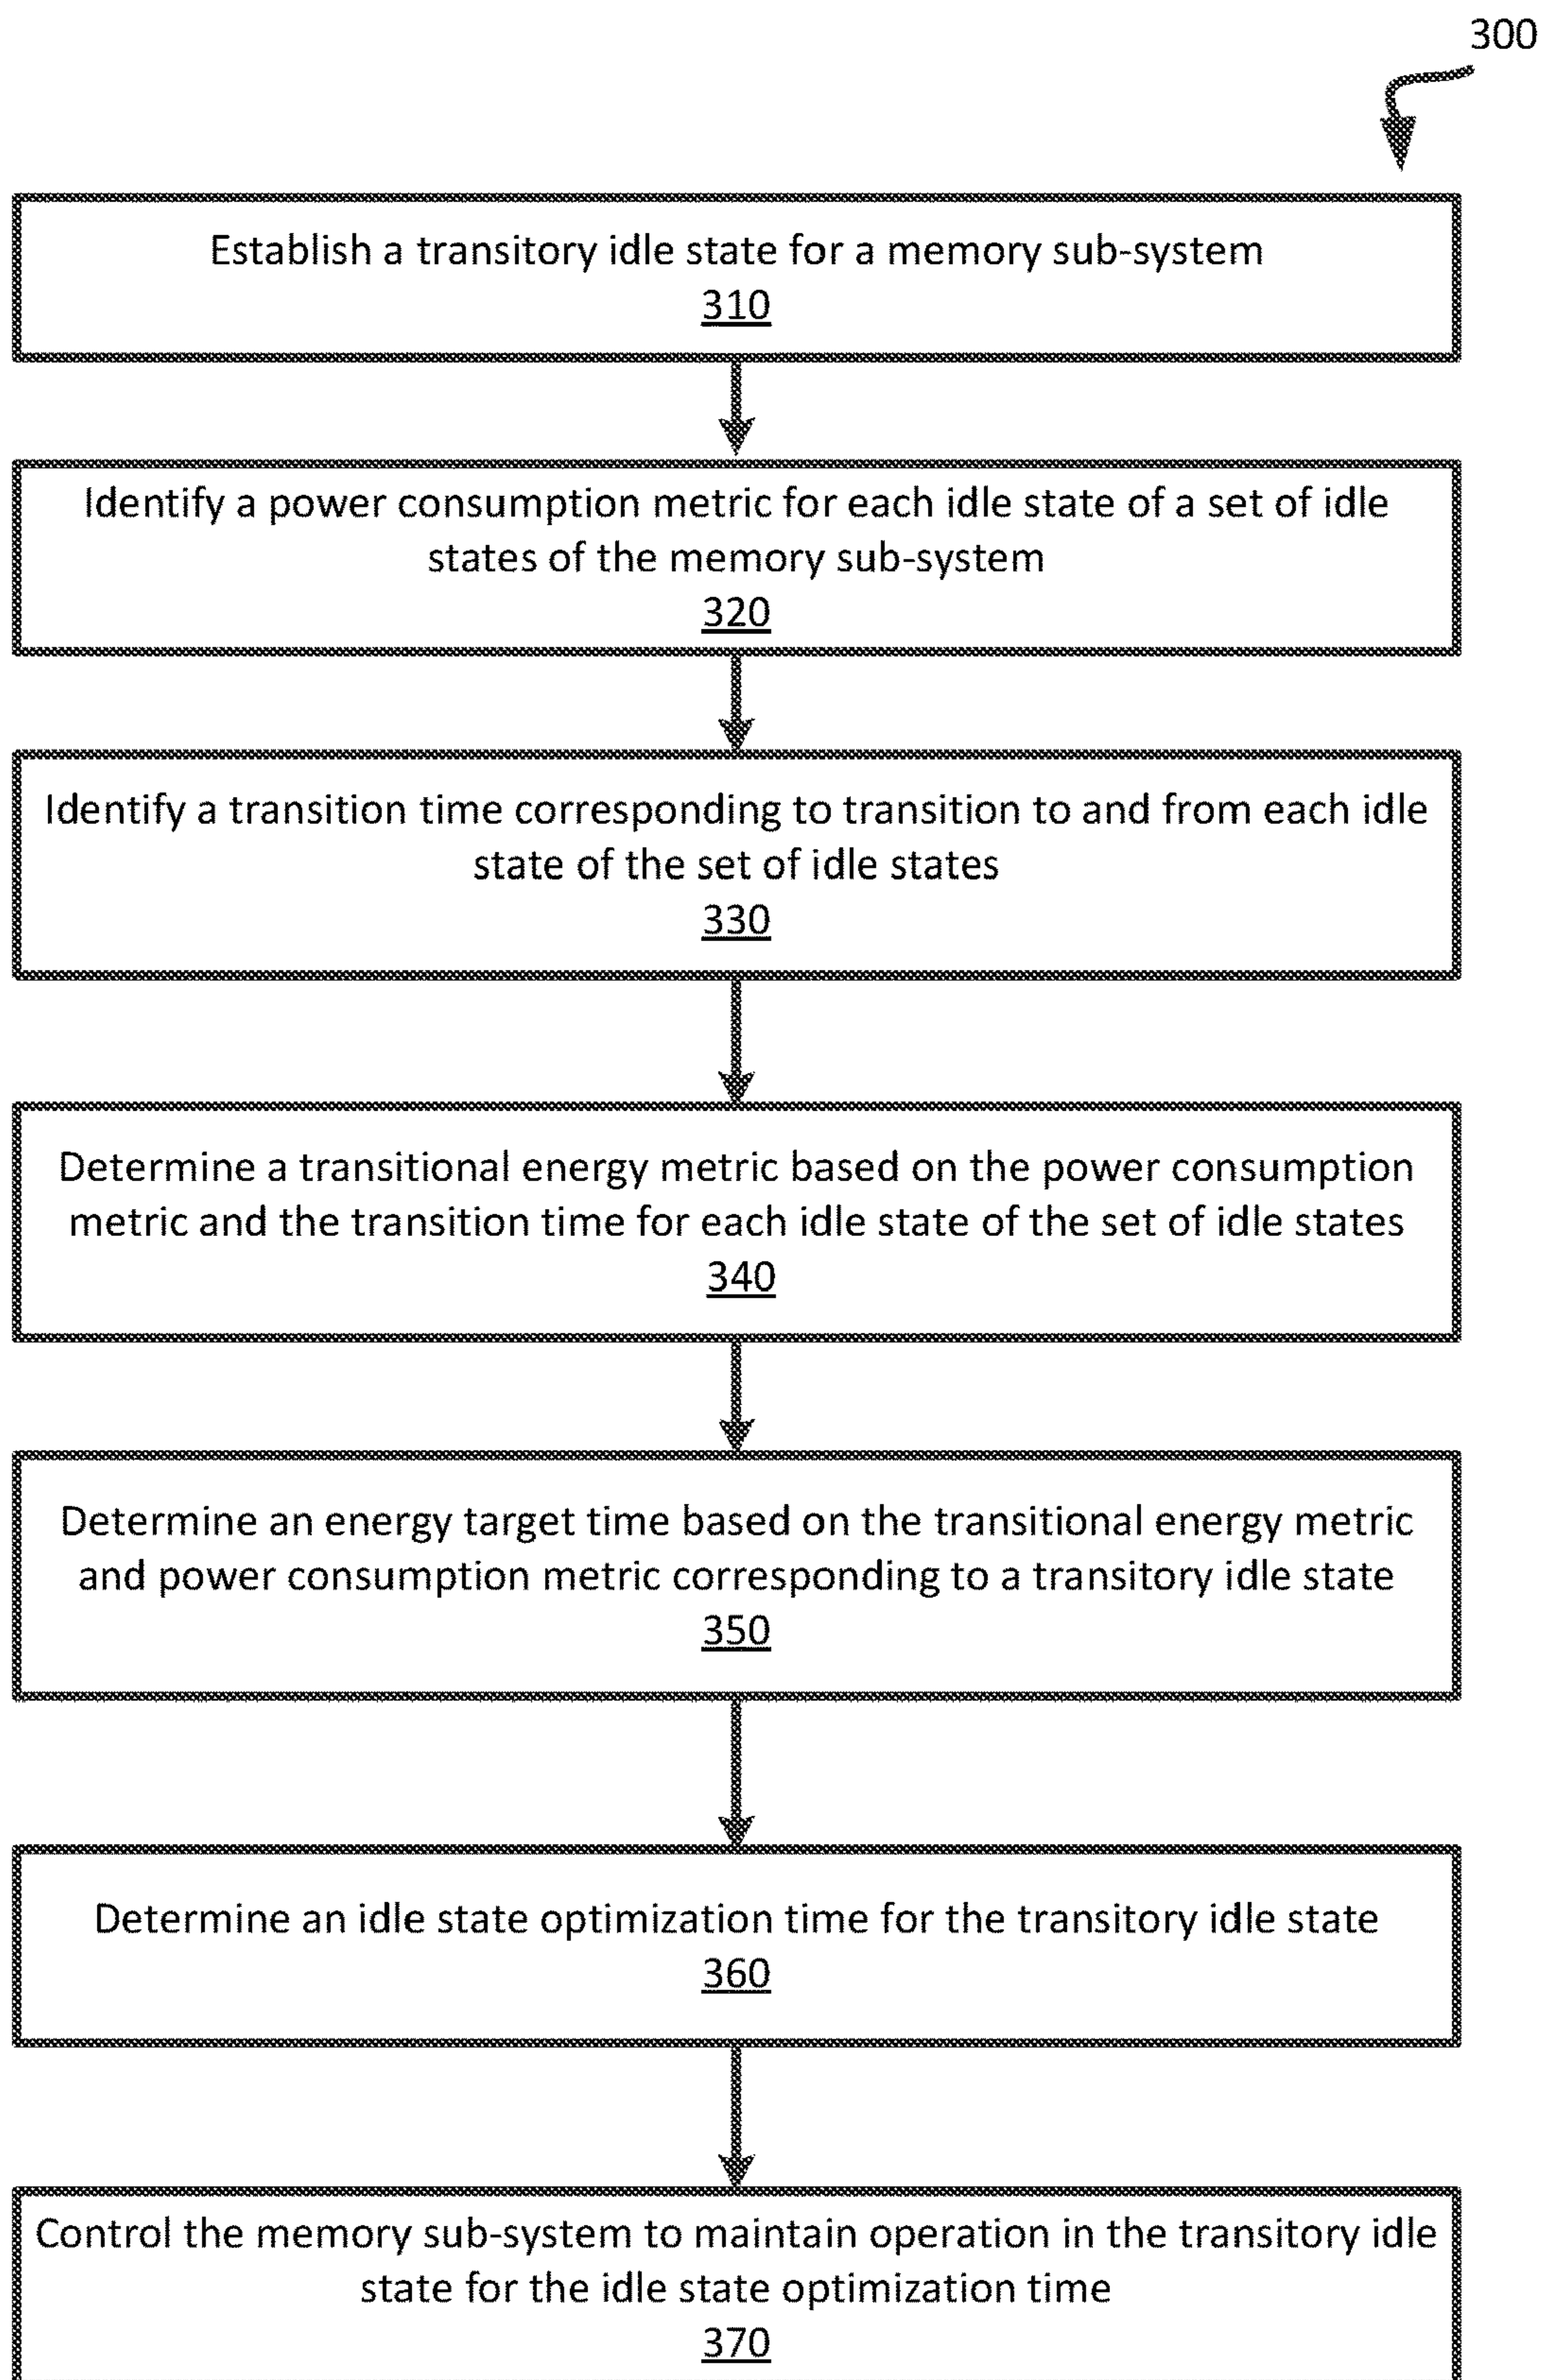 300
Establish a transitory idle state for a memory sub-system
310
Identify a power consumption metric for each idle state of a set of idle
states of the memory sub-system
320
Identify a transition time corresponding to transition to and from each idle
state of the set of idle states
330
Determine a transitional energy metric based on the power consumption
metric and the transition time for each idle state of the set of idle states
340
Determine an energy target time based on the transitional energy metric
and power consumption metric corresponding to a transitory idle state
350
Determine an idle state optimization time for the transitory idle state
360
Control the memory sub-system to maintain operation in the transitory idle
state for the idle state optimization time
370